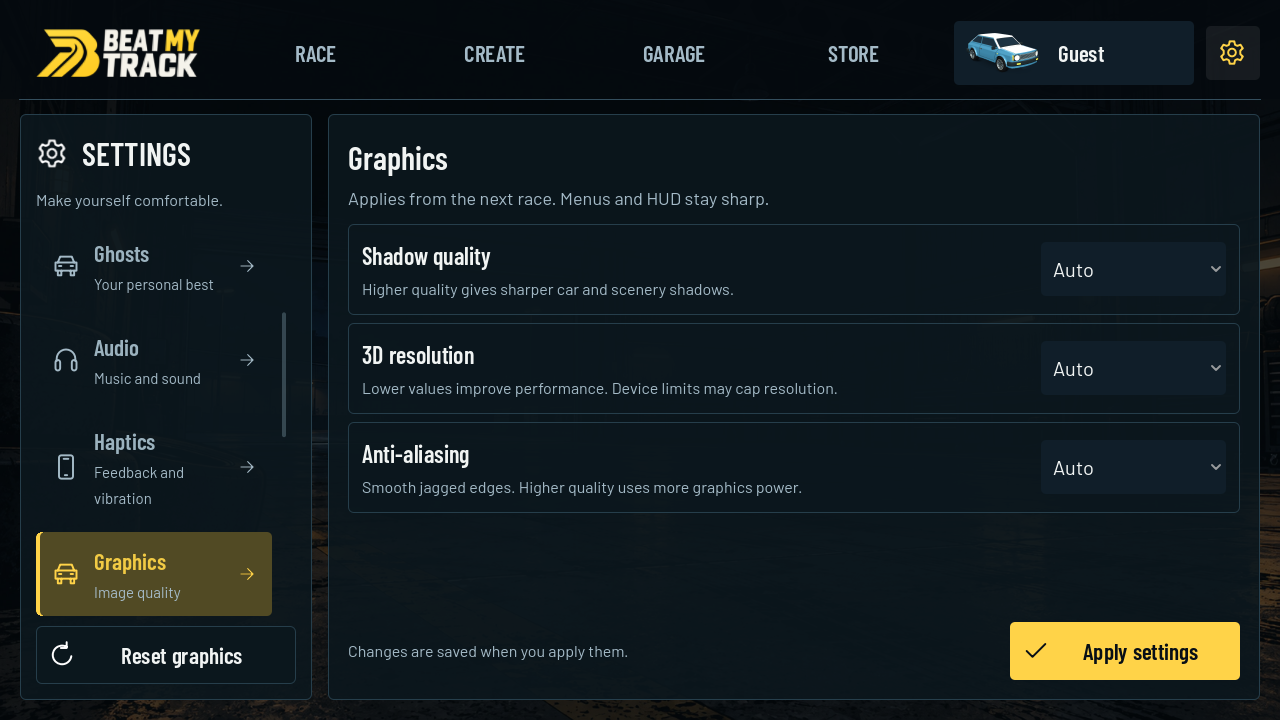 BEATMY
TRACK
RACE
CREATE
GARAGE
STORE
Guest
SETTINGS
Make yourself comfortable.
Ghosts
Your personal best
Audio
Music and sound
Haptics
Feedback and
vibration
Graphics
Image quality
Reset graphics
Graphics
Applies from the next race. Menus and HUD stay sharp.
Shadow quality
Higher quality gives sharper car and scenery shadows.
Auto
3D resolution
Lower values improve performance. Device limits may cap resolution.
Auto
Anti-aliasing
Smooth jagged edges. Higher quality uses more graphics power.
Auto
Changes are saved when you apply them.
Apply settings